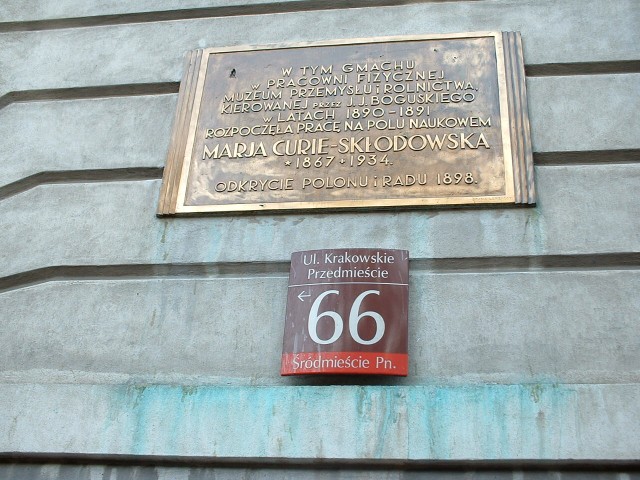 W TYM GMACHU
W PRACOWNI FIZYCZNEJ
MUZEUM PRZEMYSŁU i ROLNICTWA,
KIEROWANEJ PRZEZ J.J.BOGUSKIEGO
W LATACH 1890-1891
ROZPOCZĘŁA PRACĘ NA POLU NAUKOWEM
MARJA CURIE-SKŁODOWSKA
*1867 +1934.
ODKRYCIE POLONU i RADU 1898.
Ul. Krakowskie
Przedmieście
66
Śródmieście Pn.